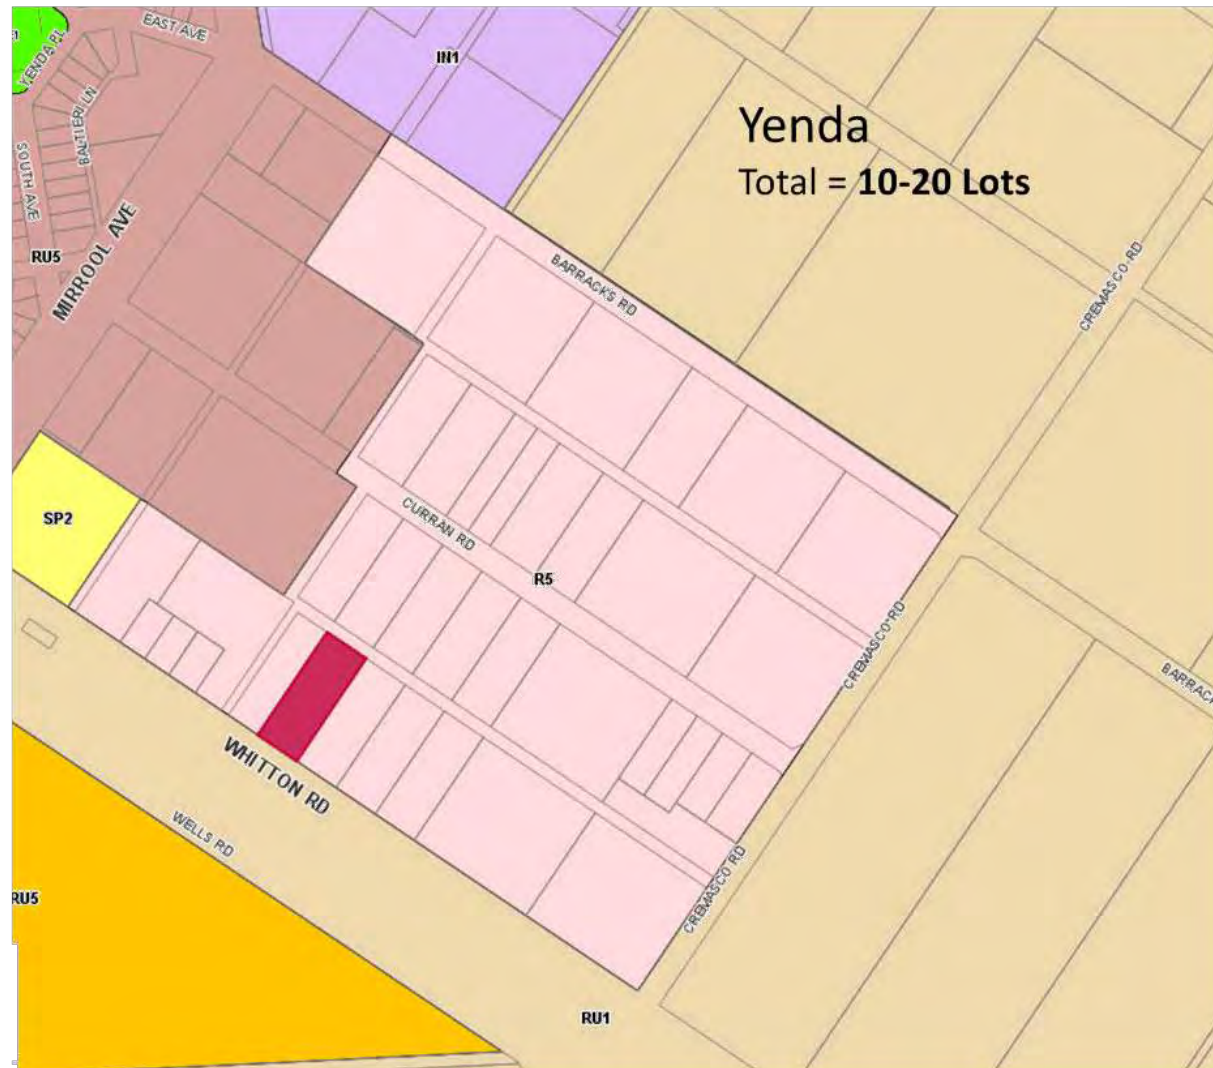 EAST AVE
E1
YENDA PL
IN1
BALTIERI LN
Yenda
Total = 10-20 Lots
SOUTH AVE
RU5
MIRROOL AVE
BARRACKS RD
CREMASCO RD
SP2
CURRAN RD
R5
CREMASCO RD
BARRACK
WHITTON RD
WELLS RD
CREMASCO RD
RU5
RU1